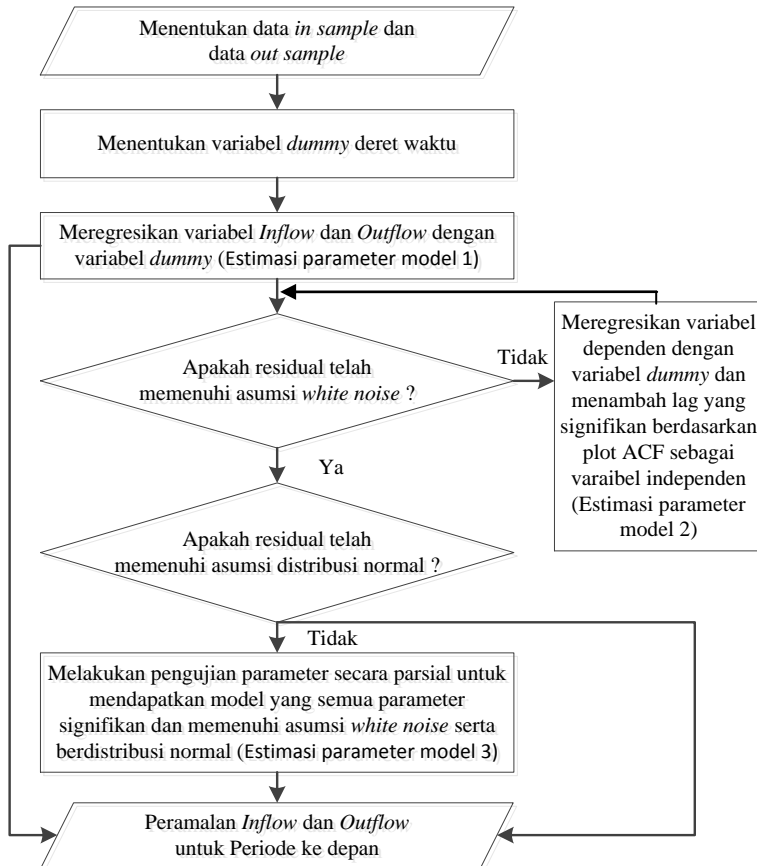 Menentukan data in sample dan
data out sample
Menentukan variabel dummy deret waktu
Meregresikan variabel Inflow dan Outflow dengan
variabel dummy (Estimasi parameter model 1)
Apakah residual telah
memenuhi asumsi white noise ?
Tidak
Meregresikan variabel
dependen dengan
variabel dummy dan
menambah lag yang
signifikan berdasarkan
plot ACF sebagai
varaibel independen
(Estimasi parameter
model 2)
Ya
Apakah residual telah
memenuhi asumsi distribusi normal ?
Tidak
Melakukan pengujian parameter secara parsial untuk
mendapatkan model yang semua parameter
signifikan dan memenuhi asumsi white noise serta
berdistribusi normal (Estimasi parameter model 3)
Peramalan Inflow dan Outflow
untuk Periode ke depan